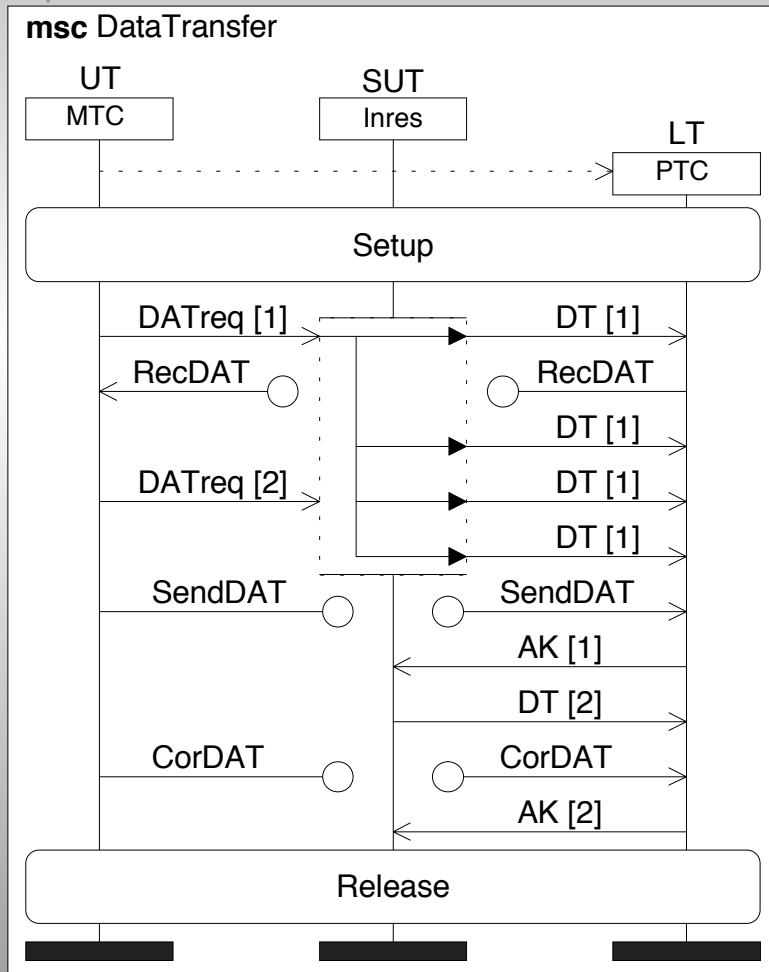 msc DataTransfer
UT
SUT
MTC
Inres
LT
PTC
Setup
DATreq [1]
DT [1]
RecDAT
RecDAT
DT [1]
DATreq [2]
DT [1]
DT [1]
SendDAT
SendDAT
AK [1]
DT [2]
CorDAT
CorDAT
AK [2]
Release